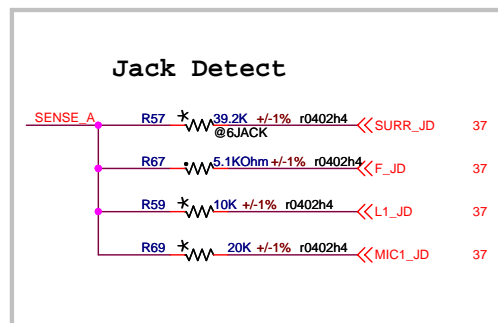 Jack Detect
SENSE_A
R57 * 39.2K +/-1% r0402h4 SURR_JD 37
@6JACK
R67 5.1KOhm +/-1% r0402h4 F_JD 37
R59 * 10K +/-1% r0402h4 L1_JD 37
R69 * 20K +/-1% r0402h4 MIC1_JD 37